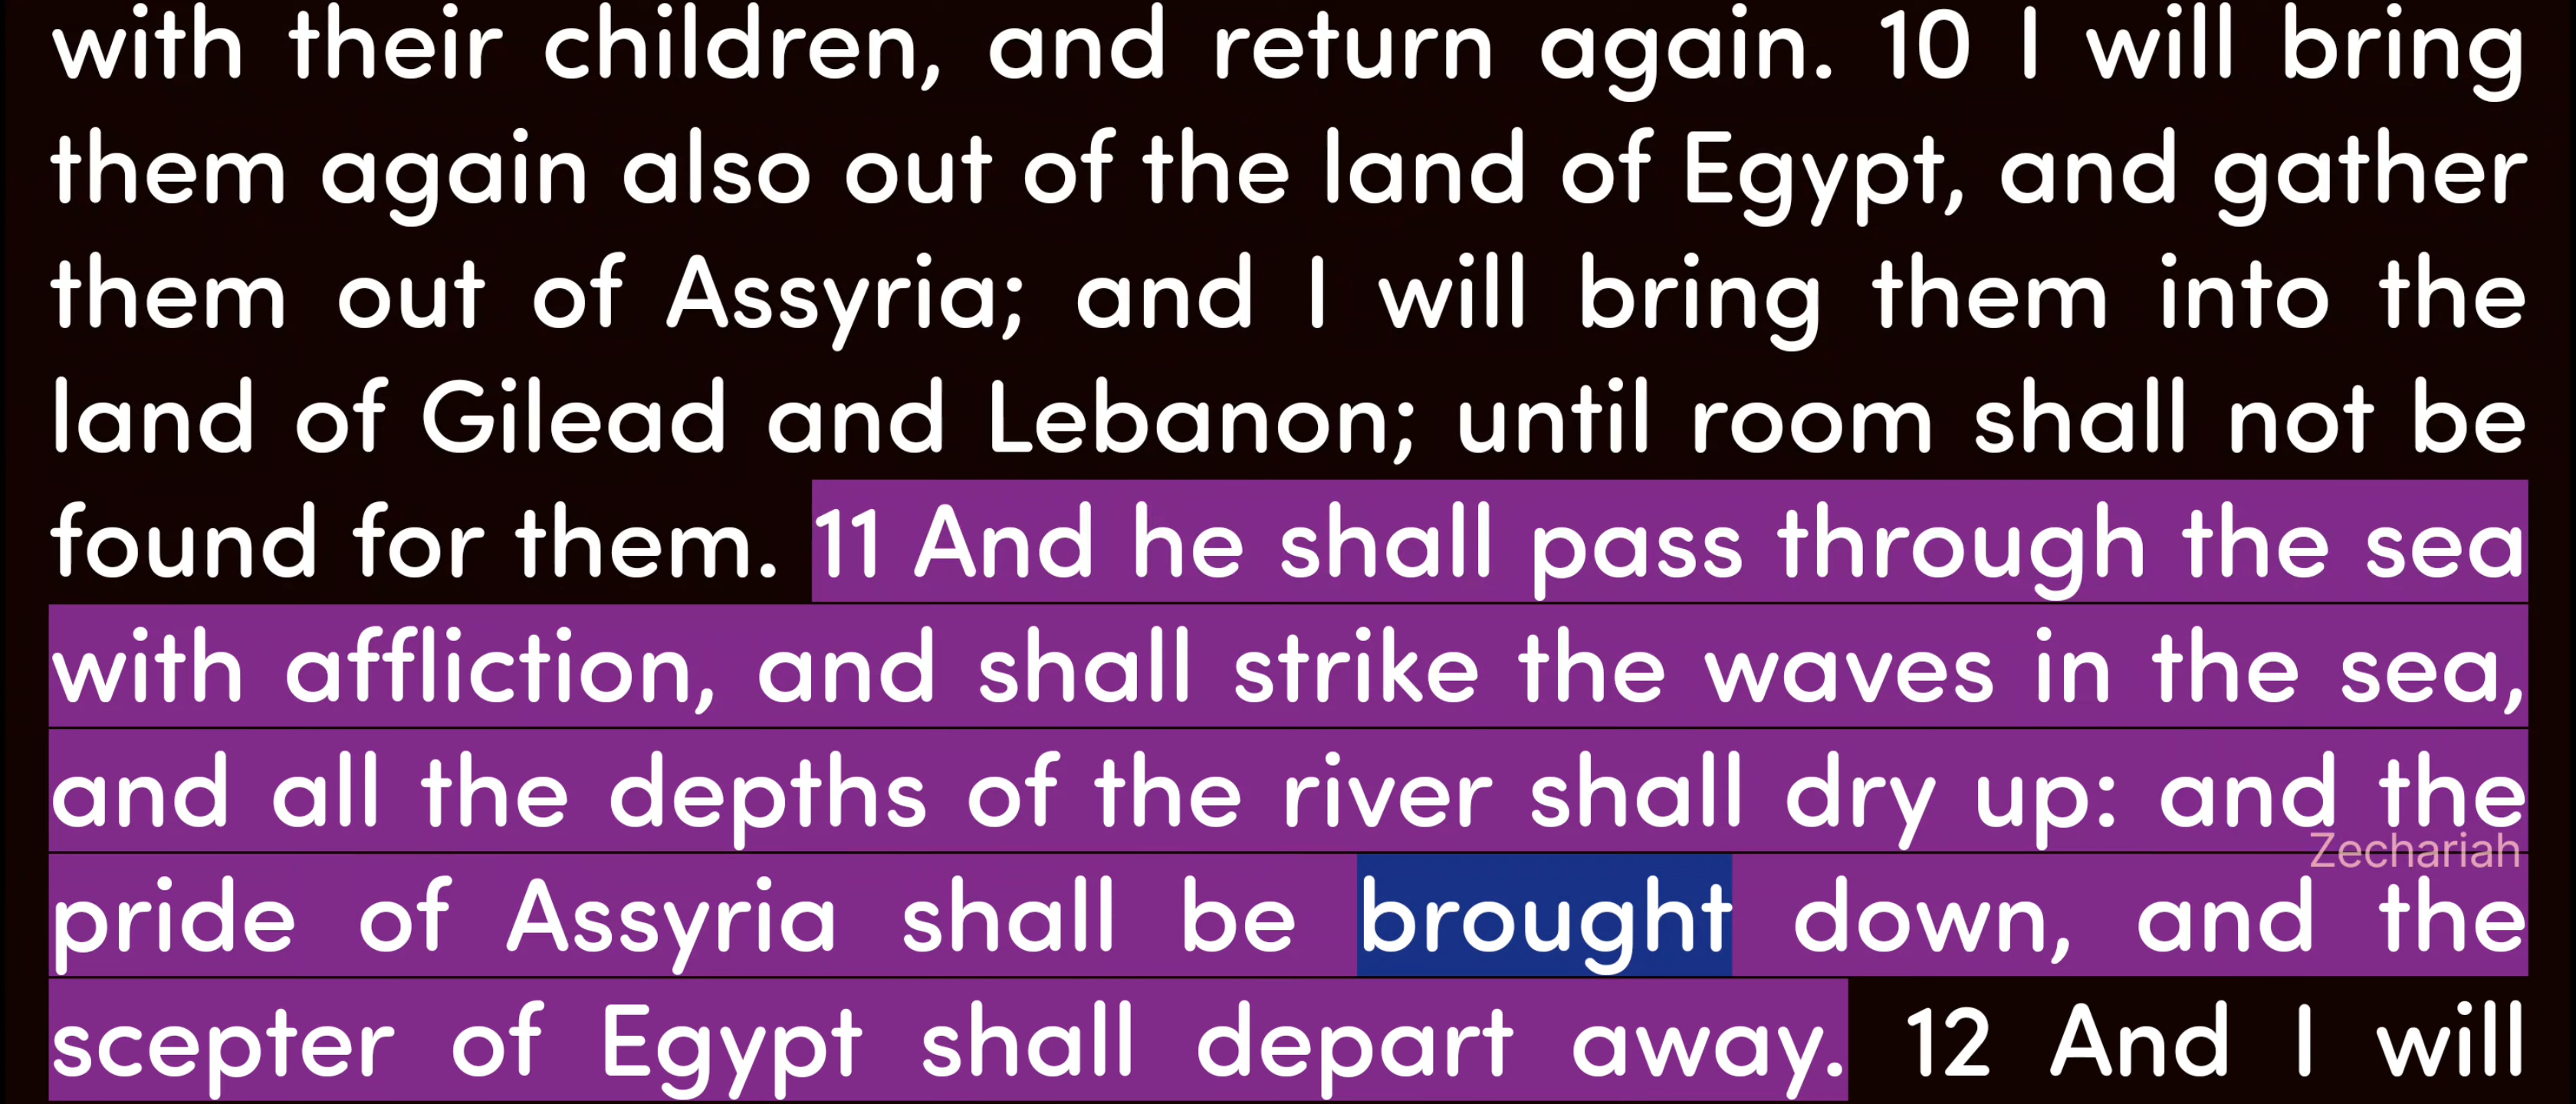 with their children, and return again. 10 I will bring
them again also out of the land of Egypt, and gather
them out of Assyria; and I will bring them into the
land of Gilead and Lebanon; until room shall not be
found for them. 11 And he shall pass through the sea
with affliction, and shall strike the waves in the sea,
and all the depths of the river shall dry up: and the
Zechariah
pride of Assyria shall be brought down, and the
scepter of Egypt shall depart away. 12 And I will